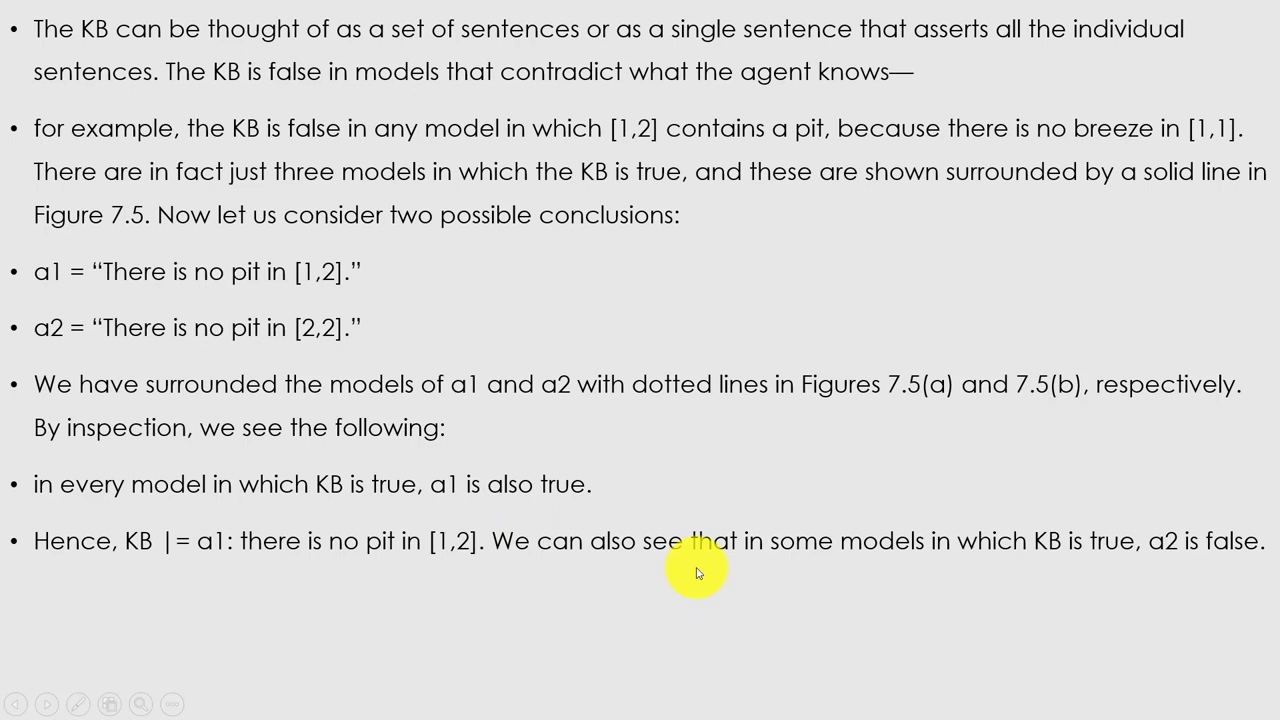 • The KB can be thought of as a set of sentences or as a single sentence that asserts all the individual
sentences. The KB is false in models that contradict what the agent knows—
• for example, the KB is false in any model in which [1,2] contains a pit, because there is no breeze in [1,1].
There are in fact just three models in which the KB is true, and these are shown surrounded by a solid line in
Figure 7.5. Now let us consider two possible conclusions:
• a1 = “There is no pit in [1,2].”
• a2 = “There is no pit in [2,2].”
• We have surrounded the models of a1 and a2 with dotted lines in Figures 7.5(a) and 7.5(b), respectively.
By inspection, we see the following:
• in every model in which KB is true, a1 is also true.
• Hence, KB |= a1: there is no pit in [1,2]. We can also see that in some models in which KB is true, a2 is false.